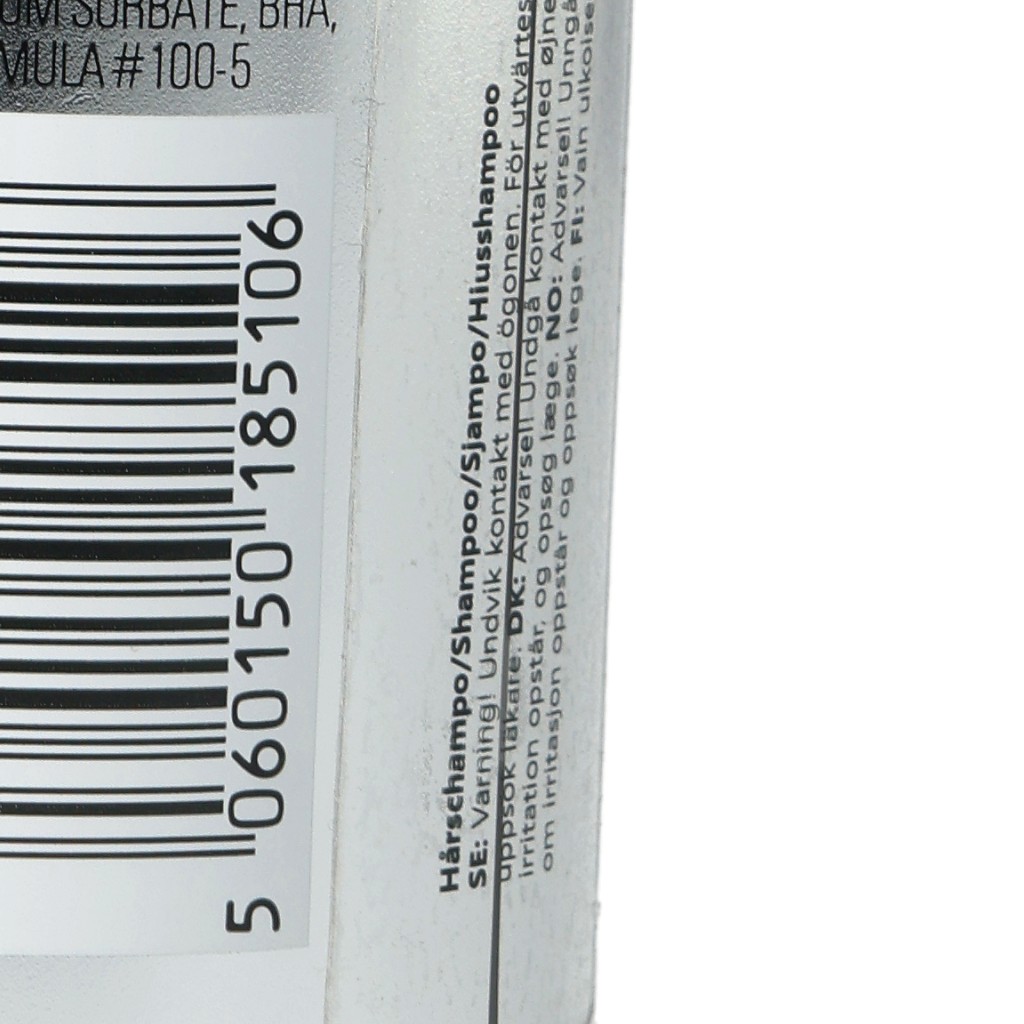 UM SORBATE, BHA,
MULA #100-5
5 060150 185106
Hårschampo/Shampoo/Sjampo/Hiusshampoo
SE: Varning! Undvik kontakt med ögonen. För utvärtes
uppsök läkare. DK: Advarsel! Undgå kontakt med øjne
irritation opstår, og opsøg læge. NO: Advarsel! Unngå
om irritasjon oppstår og oppsøk lege. FI: Vain ulkoise